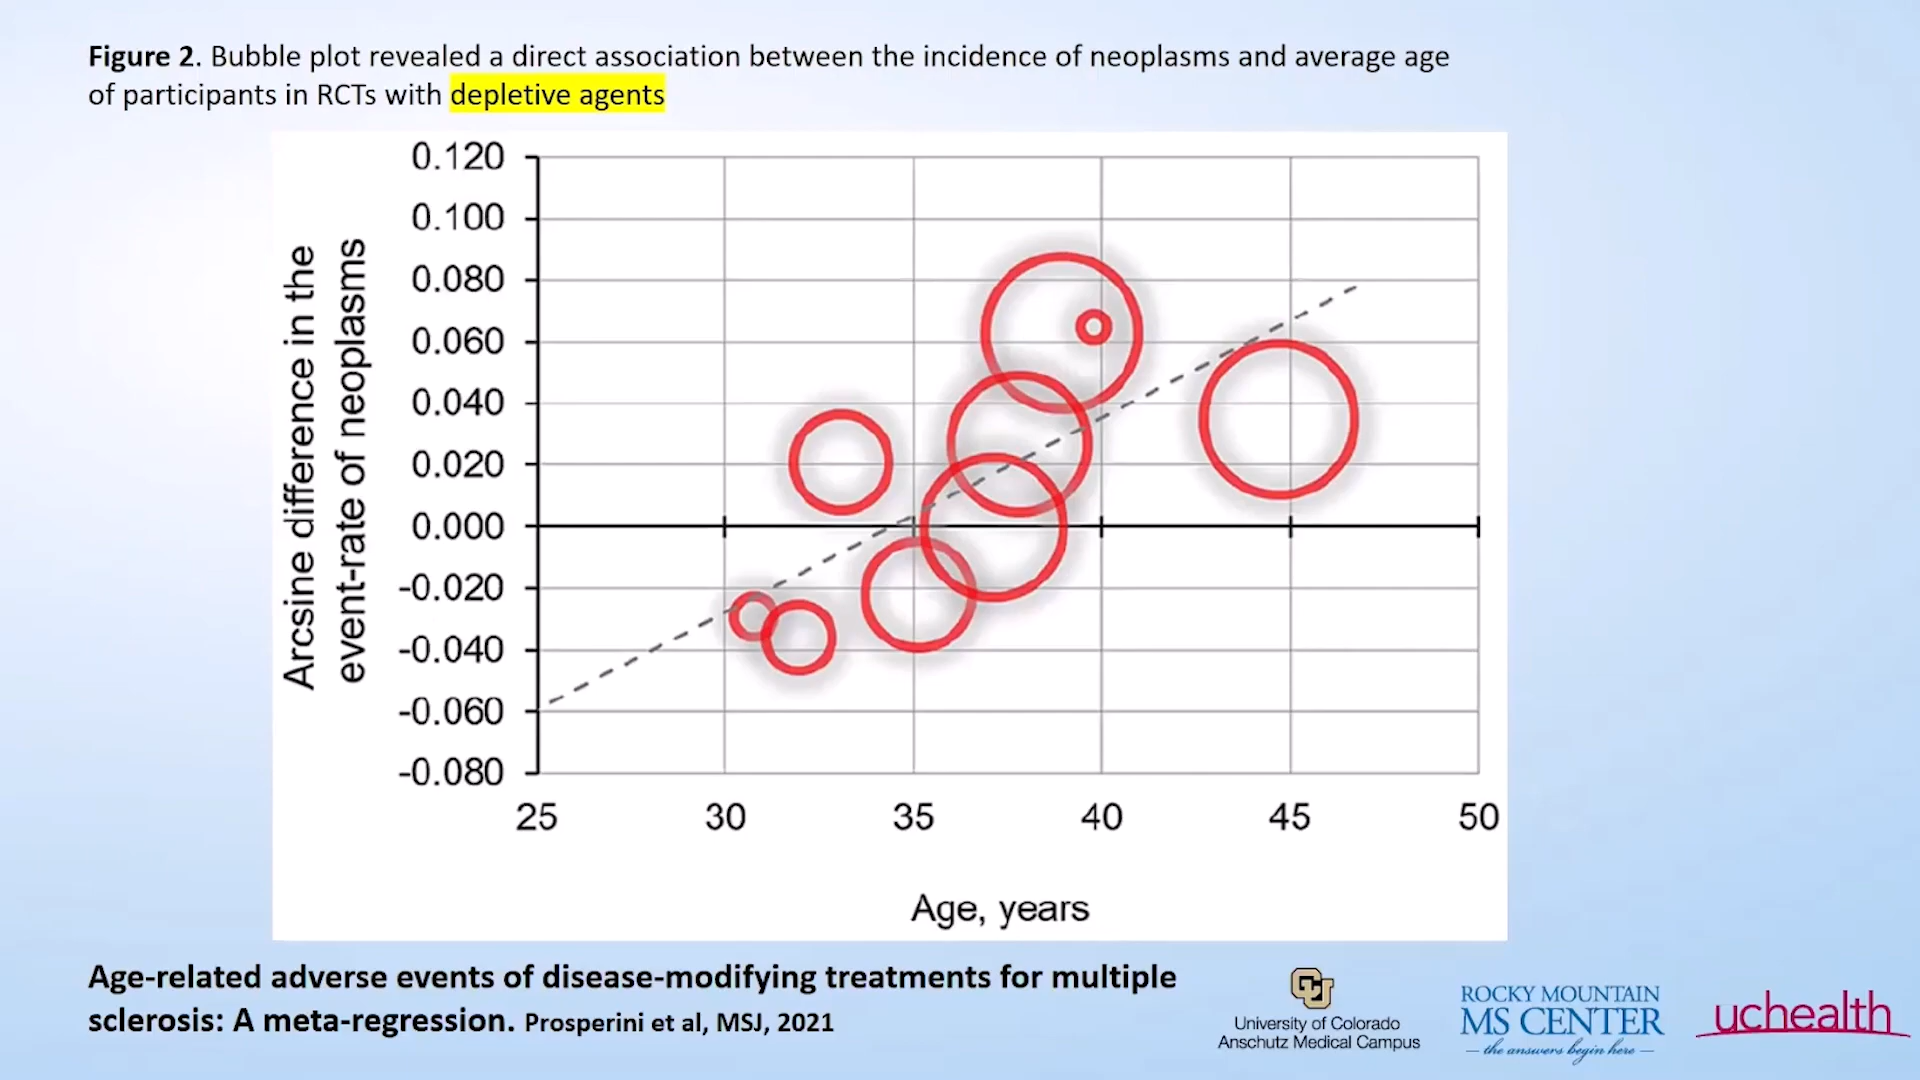 Figure 2. Bubble plot revealed a direct association between the incidence of neoplasms and average age
of participants in RCTs with depletive agents
Arcsine difference in the
event-rate of neoplasms
0.120
0.100
0.080
0.060
0.040
0.020
0.000
-0.020
-0.040
-0.060
-0.080
25 30 35 40 45 50
Age, years
Age-related adverse events of disease-modifying treatments for multiple
sclerosis: A meta-regression. Prosperini et al, MSJ, 2021
CU
University of Colorado
Anschutz Medical Campus
ROCKY MOUNTAIN
MS CENTER
— the answers begin here —
uchealth